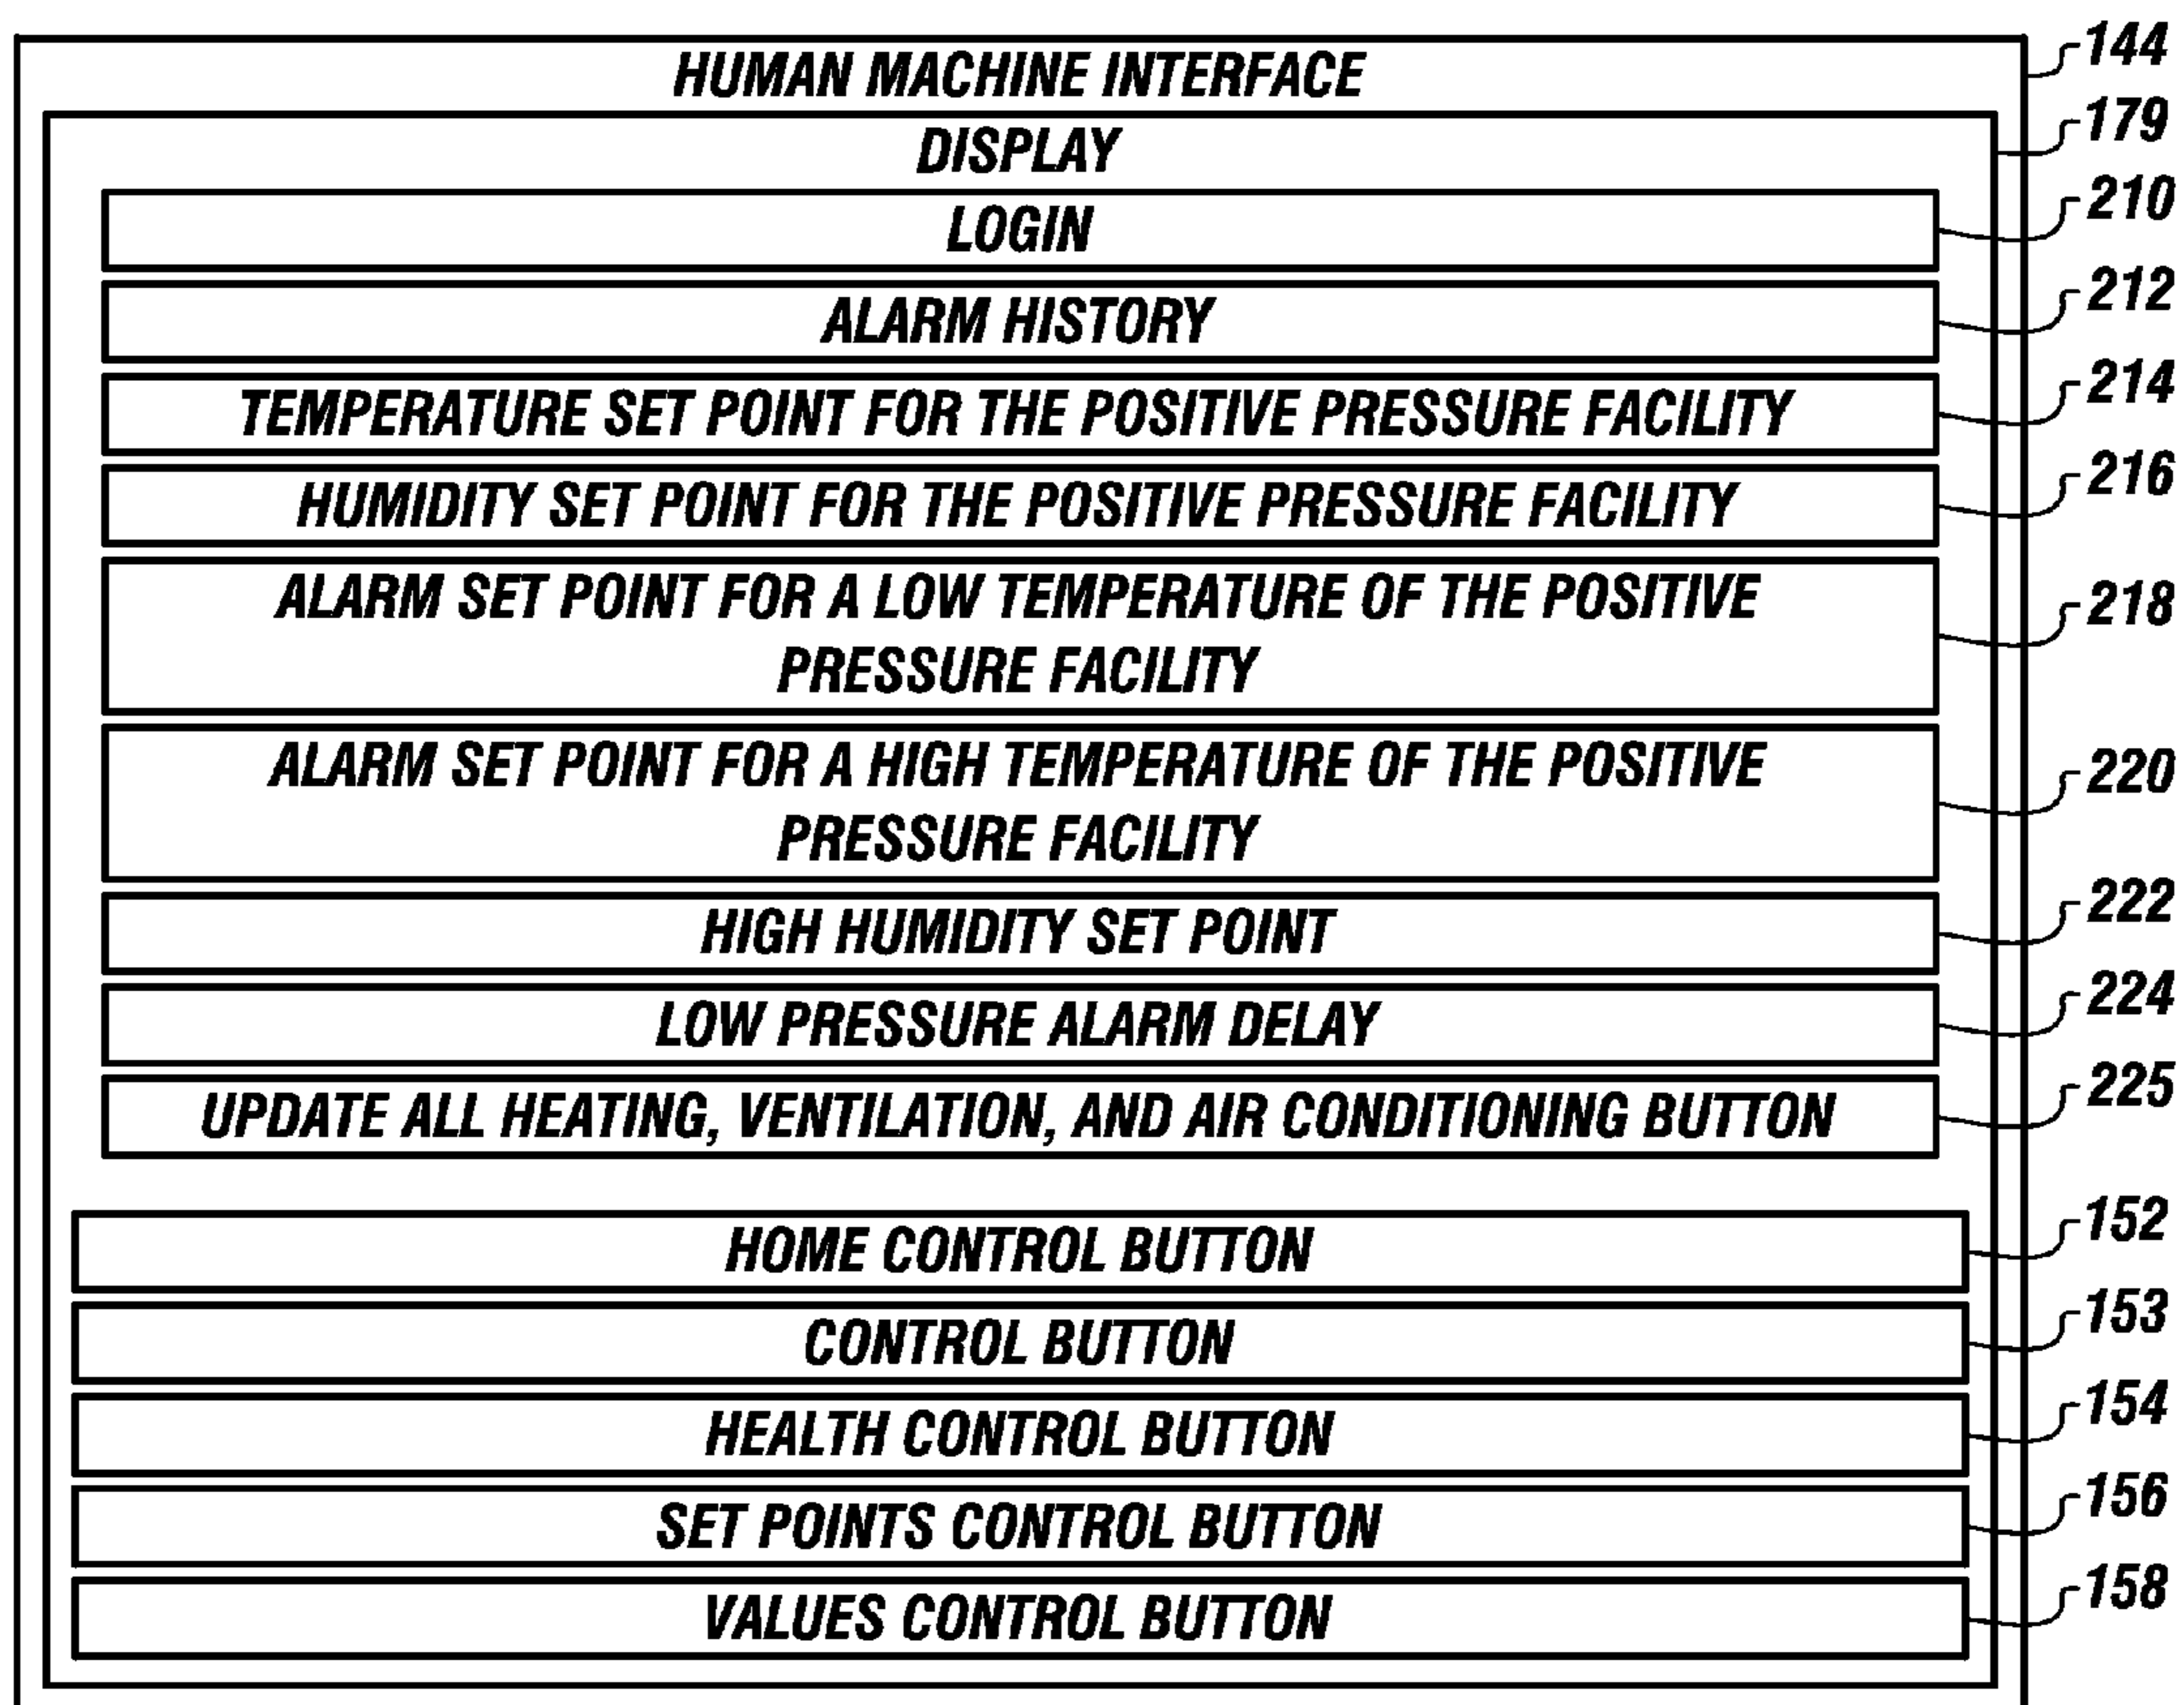 HUMAN MACHINE INTERFACE 144
DISPLAY 179
LOGIN 210
ALARM HISTORY 212
TEMPERATURE SET POINT FOR THE POSITIVE PRESSURE FACILITY 214
HUMIDITY SET POINT FOR THE POSITIVE PRESSURE FACILITY 216
ALARM SET POINT FOR A LOW TEMPERATURE OF THE POSITIVE 218
PRESSURE FACILITY
ALARM SET POINT FOR A HIGH TEMPERATURE OF THE POSITIVE 220
PRESSURE FACILITY
HIGH HUMIDITY SET POINT 222
LOW PRESSURE ALARM DELAY 224
UPDATE ALL HEATING, VENTILATION, AND AIR CONDITIONING BUTTON 225
HOME CONTROL BUTTON 152
CONTROL BUTTON 153
HEALTH CONTROL BUTTON 154
SET POINTS CONTROL BUTTON 156
VALUES CONTROL BUTTON 158